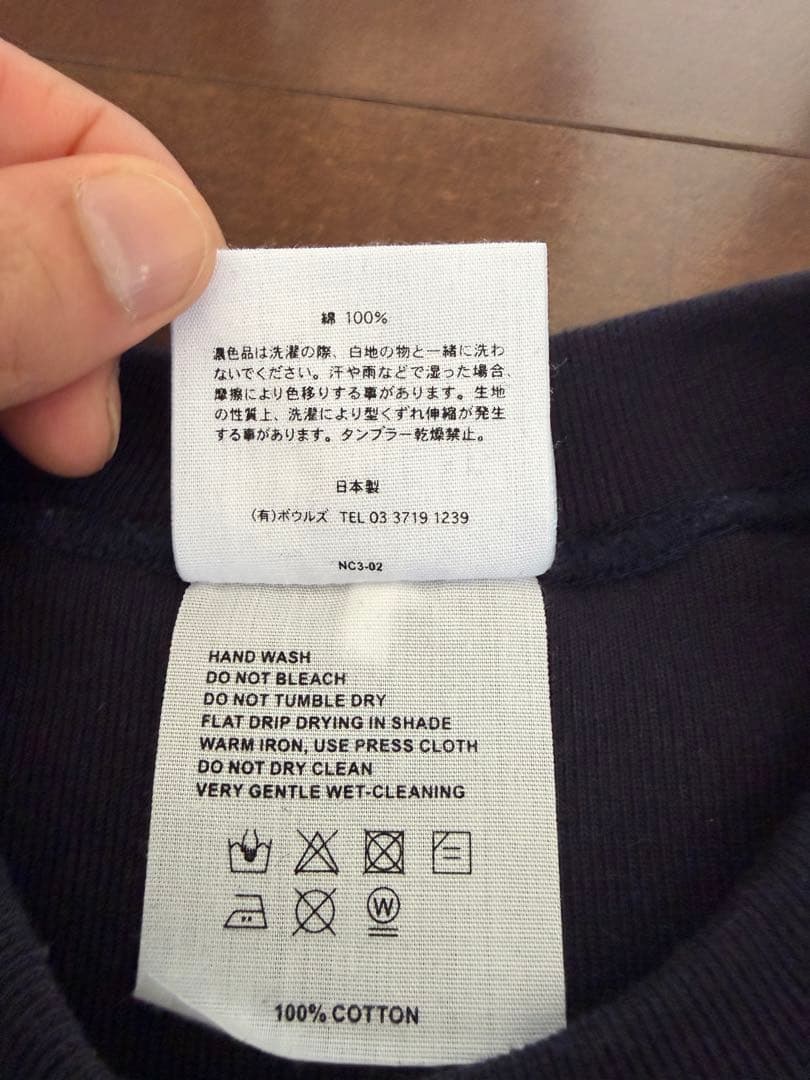 綿 100%
濃色品は洗濯の際、白地の物と一緒に洗わ
ないでください。汗や雨などで湿った場合、
摩擦により色移りする事があります。生地
の性質上、洗濯により型くずれ伸縮が発生
する事があります。タンブラー乾燥禁止。
日本製
(有)ボウルズ TEL 03 3719 1239
NC3-02
HAND WASH
DO NOT BLEACH
DO NOT TUMBLE DRY
FLAT DRIP DRYING IN SHADE
WARM IRON, USE PRESS CLOTH
DO NOT DRY CLEAN
VERY GENTLE WET-CLEANING
W
100% COTTON